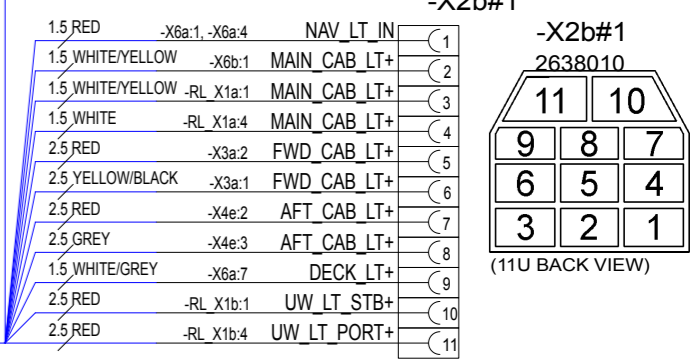 -X2b#1
1.5 RED -X6a:1, -X6a:4 NAV_LT_IN 1
1.5 WHITE/YELLOW -X6b:1 MAIN_CAB_LT+ 2
1.5 WHITE/YELLOW -RL_X1a:1 MAIN_CAB_LT+ 3
1.5 WHITE -RL_X1a:4 MAIN_CAB_LT+ 4
2.5 RED -X3a:2 FWD_CAB_LT+ 5
2.5 YELLOW/BLACK -X3a:1 FWD_CAB_LT+ 6
2.5 RED -X4e:2 AFT_CAB_LT+ 7
2.5 GREY -X4e:3 AFT_CAB_LT+ 8
1.5 WHITE/GREY -X6a:7 DECK_LT+ 9
2.5 RED -RL_X1b:1 UW_LT_STB+ 10
2.5 RED -RL_X1b:4 UW_LT_PORT+ 11
-X2b#1
2638010
11 10
9 8 7
6 5 4
3 2 1
(11U BACK VIEW)